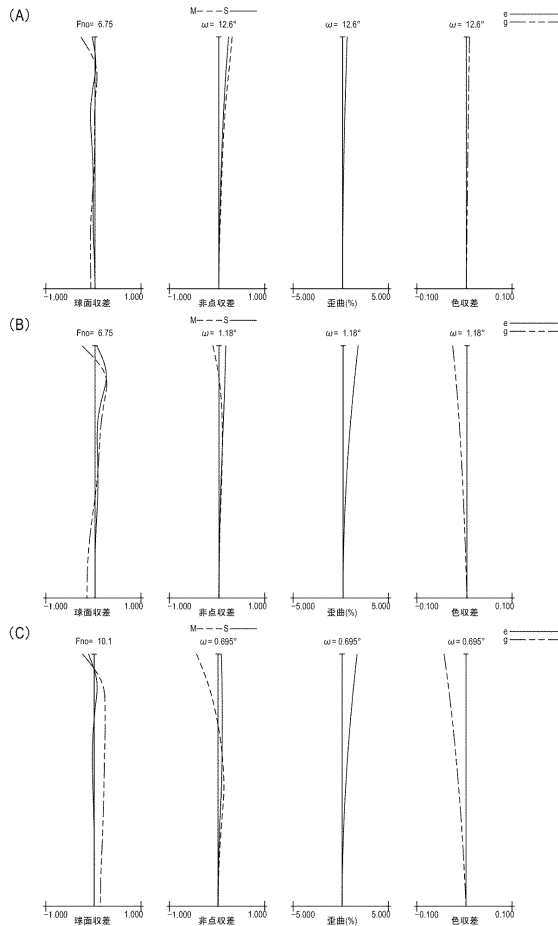 (A)
M S e
Fno= 6.75 ω= 12.6° ω= 12.6° ω= 12.6° g
-1.000 1.000 -1.000 1.000 -5.000 5.000 -0.100 0.100
球面収差 非点収差 歪曲(%) 色収差
(B)
M S e
Fno= 6.75 ω= 1.18° ω= 1.18° ω= 1.18° g
-1.000 1.000 -1.000 1.000 -5.000 5.000 -0.100 0.100
球面収差 非点収差 歪曲(%) 色収差
(C)
M S e
Fno= 10.1 ω= 0.695° ω= 0.695° ω= 0.695° g
-1.000 1.000 -1.000 1.000 -5.000 5.000 -0.100 0.100
球面収差 非点収差 歪曲(%) 色収差